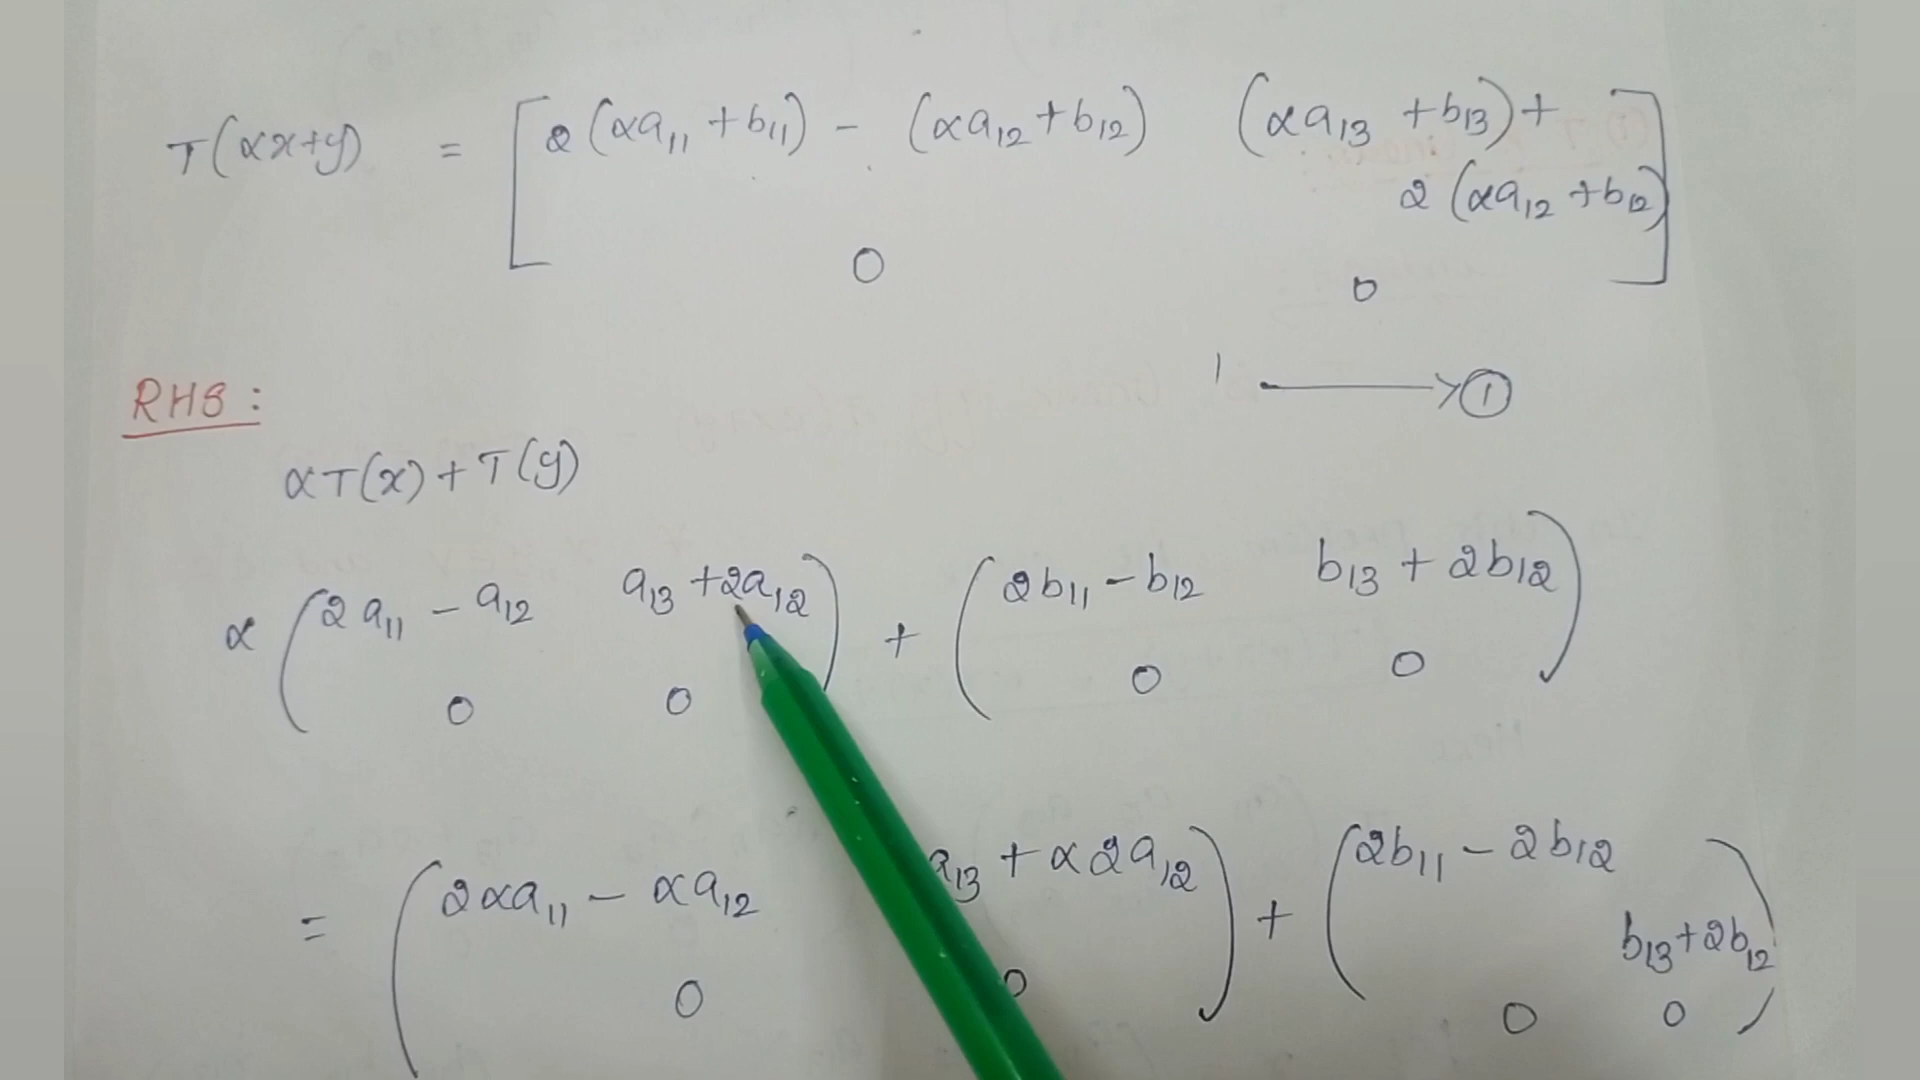 T(αx+y) = [ 2(αa₁₁ + b₁₁) − (αa₁₂ + b₁₂) (αa₁₃ + b₁₃) +
2(αa₁₂ + b₁₂) ]
0 0
→ ①
RHS :
αT(x) + T(y)
α ( 2a₁₁ − a₁₂ a₁₃ + 2a₁₂ ) + ( 2b₁₁ − b₁₂ b₁₃ + 2b₁₂ )
0 0 0 0
= ( 2αa₁₁ − αa₁₂ a₁₃ + α2a₁₂ ) + ( 2b₁₁ − 2b₁₂
b₁₃ + 2b₁₂ )
0 0 0 0